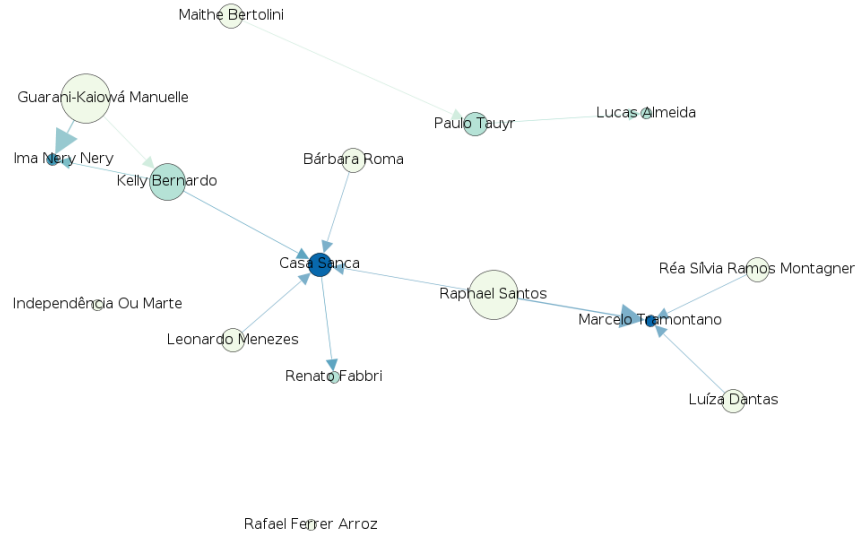 Maithe Bertolini
Guarani-Kaiowá Manuelle
Lucas Almeida
Paulo Tauyr
Ima Nery Nery
Bárbara Roma
Kelly Bernardo
Casa Sanca
Réa Sílvia Ramos Montagner
Raphael Santos
Independência Ou Marte
Marcelo Tramontano
Leonardo Menezes
Renato Fabbri
Luíza Dantas
Rafael Ferrer Arroz